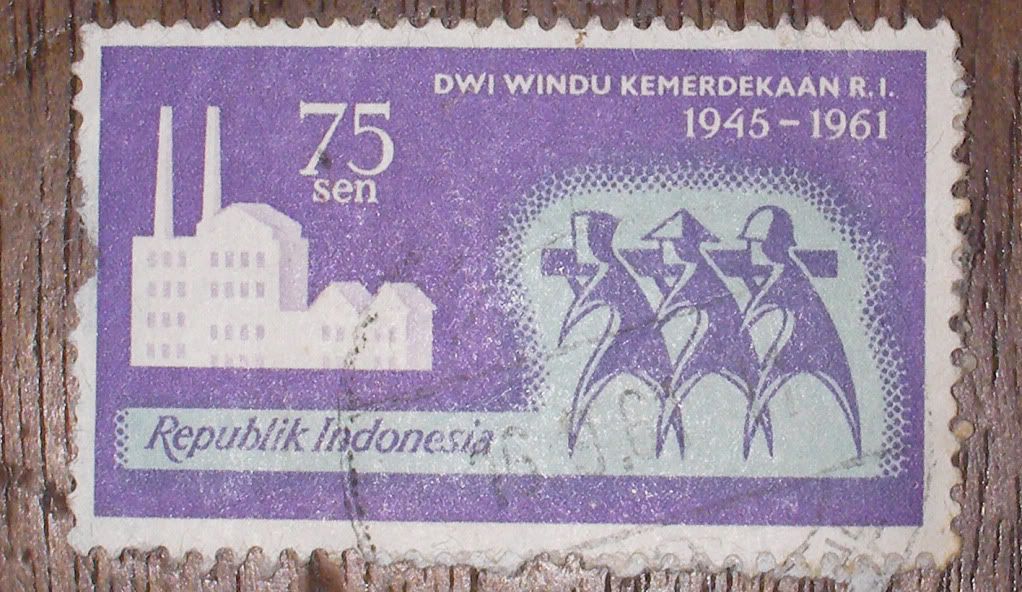 DWI WINDU KEMERDEKAAN R.I.
1945 – 1961
75
sen
Republik Indonesia